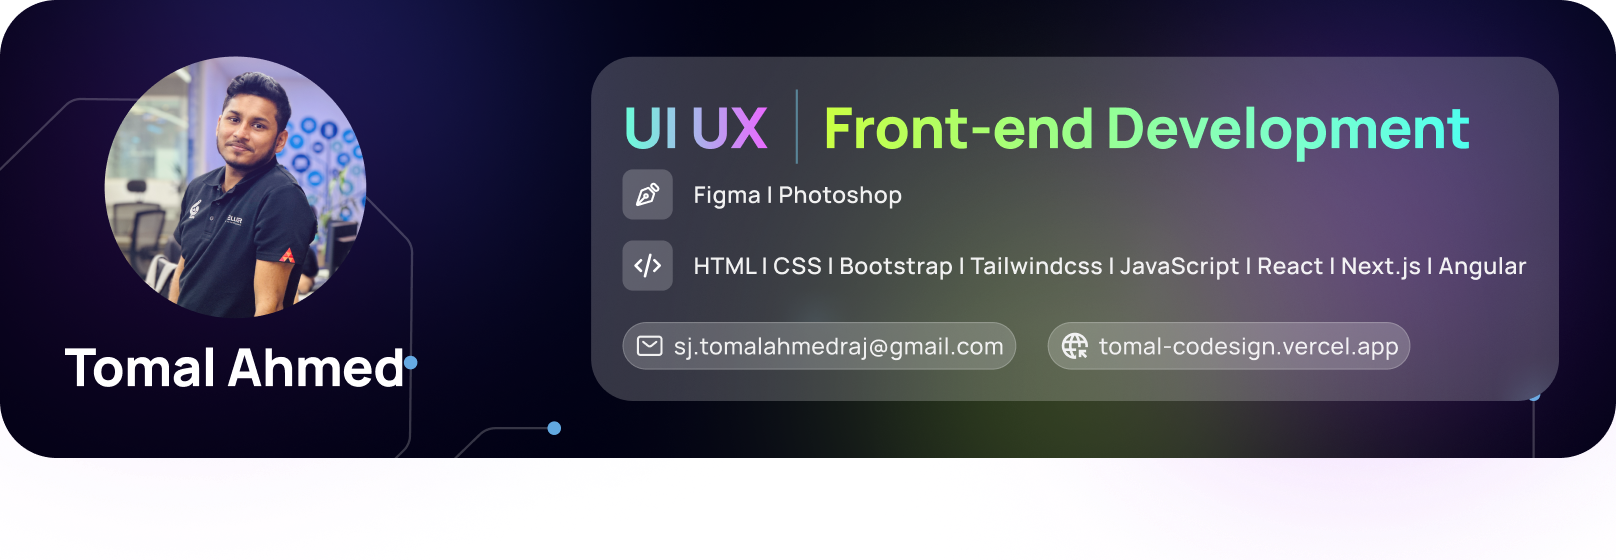 UI UX | Front-end Development
Figma | Photoshop
HTML | CSS | Bootstrap | Tailwindcss | JavaScript | React | Next.js | Angular
sj.tomalahmedraj@gmail.com
tomal-codesign.vercel.app
Tomal Ahmed